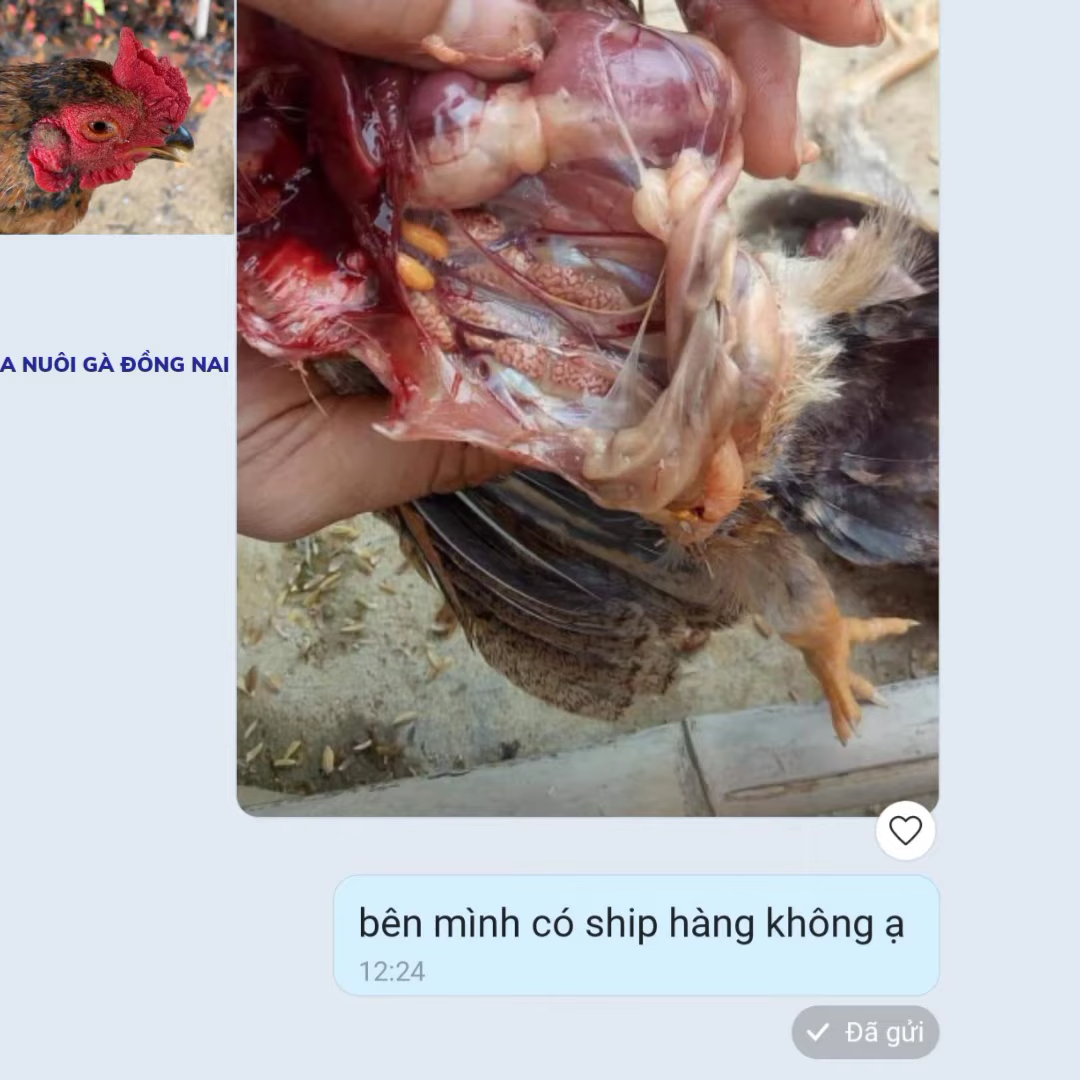 A NUÔI GÀ ĐỒNG NAI
bên mình có ship hàng không ạ
12:24
Đã gửi